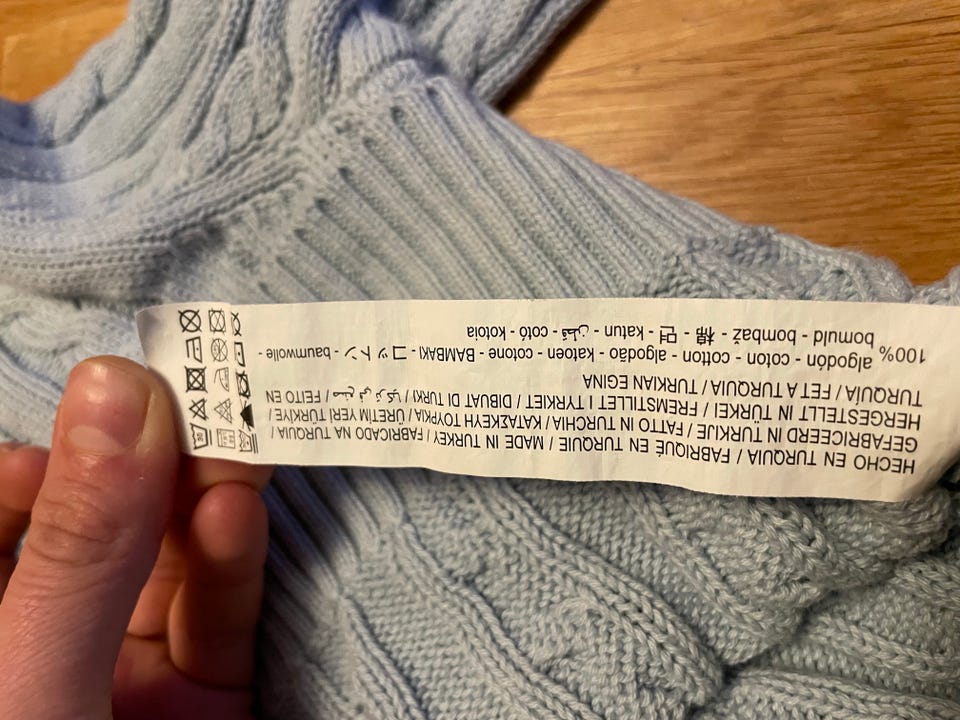 HECHO EN TURQUIA / FABRIQUÉ EN TURQUIE / MADE IN TURKEY / FABRICADO NA TURQUIA /
GEFABRICEERD IN TURKIJE / FATTO IN TURCHIA / ΚΑΤΑΣΚΕΥΗ ΤΟΥΡΚΙΑ / ÜRETİM YERİ TÜRKİYE /
HERGESTELLT IN TÜRKEI / FREMSTILLET I TYRKIET / DIBUAT DI TURKI / صنع في تركيا / FEITO EN
TURQUÍA / FET A TURQUIA / TURKIAN EGINA
100% algodón - coton - cotton - algodão - katoen - cotone - ΒΑΜΒΑΚΙ - コットン - baumwolle -
bomuld - bombaž - 棉 - 면 - katun - قطن - cotó - kotoia